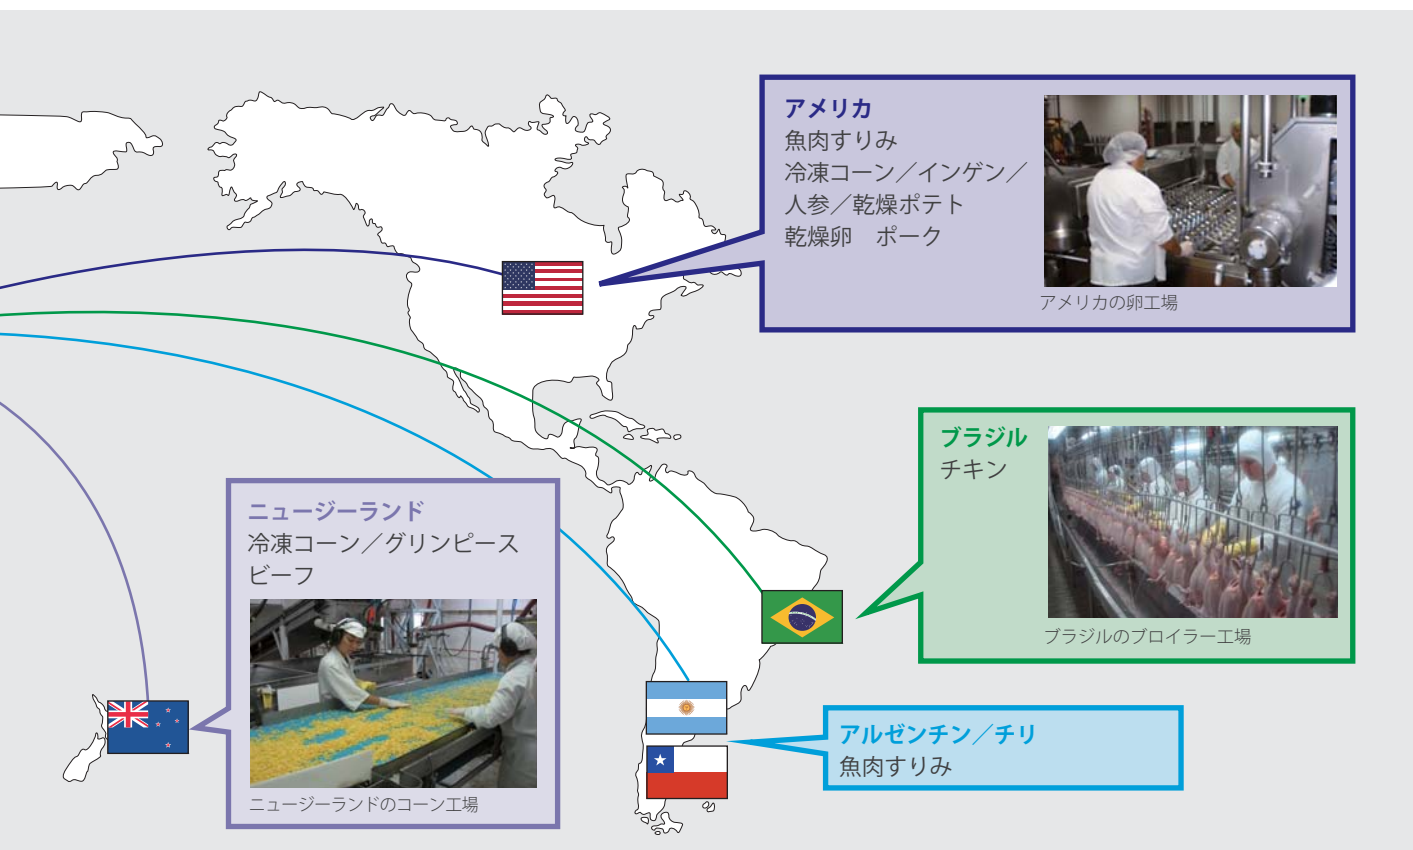 アメリカ
魚肉すりみ
冷凍コーン／インゲン／
人参／乾燥ポテト
乾燥卵　ポーク
アメリカの卵工場
ブラジル
チキン
ブラジルのブロイラー工場
ニュージーランド
冷凍コーン／グリンピース
ビーフ
ニュージーランドのコーン工場
アルゼンチン／チリ
魚肉すりみ